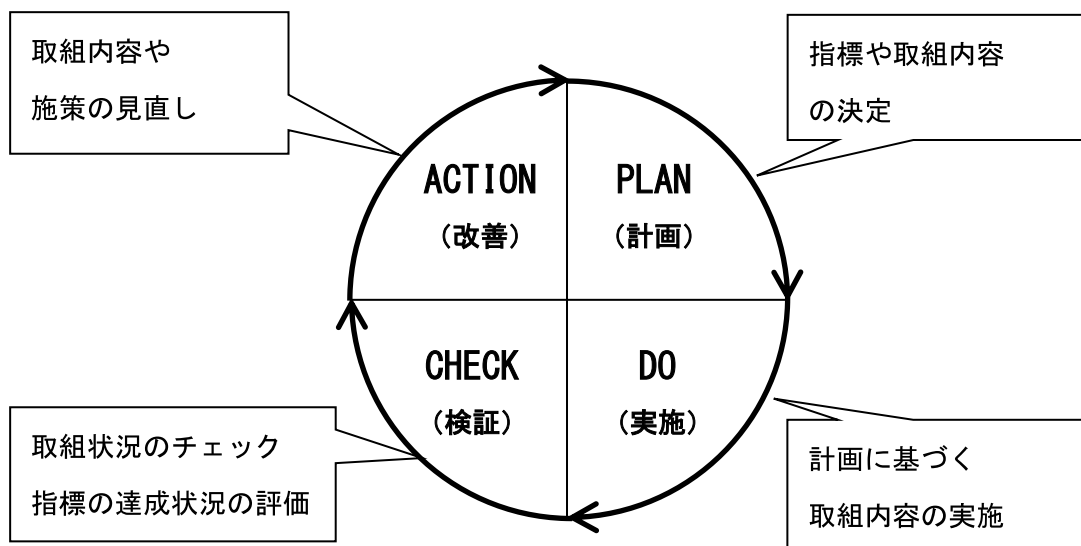 取組内容や
施策の見直し
指標や取組内容
の決定
ACTION
（改善）
PLAN
（計画）
CHECK
（検証）
DO
（実施）
取組状況のチェック
指標の達成状況の評価
計画に基づく
取組内容の実施